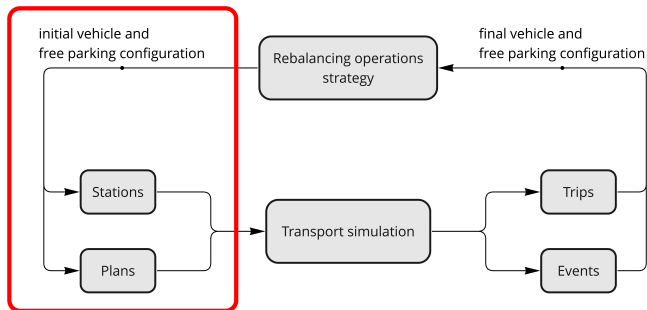 initial vehicle and
free parking configuration
final vehicle and
free parking configuration
Rebalancing operations
strategy
Stations
Trips
Transport simulation
Plans
Events